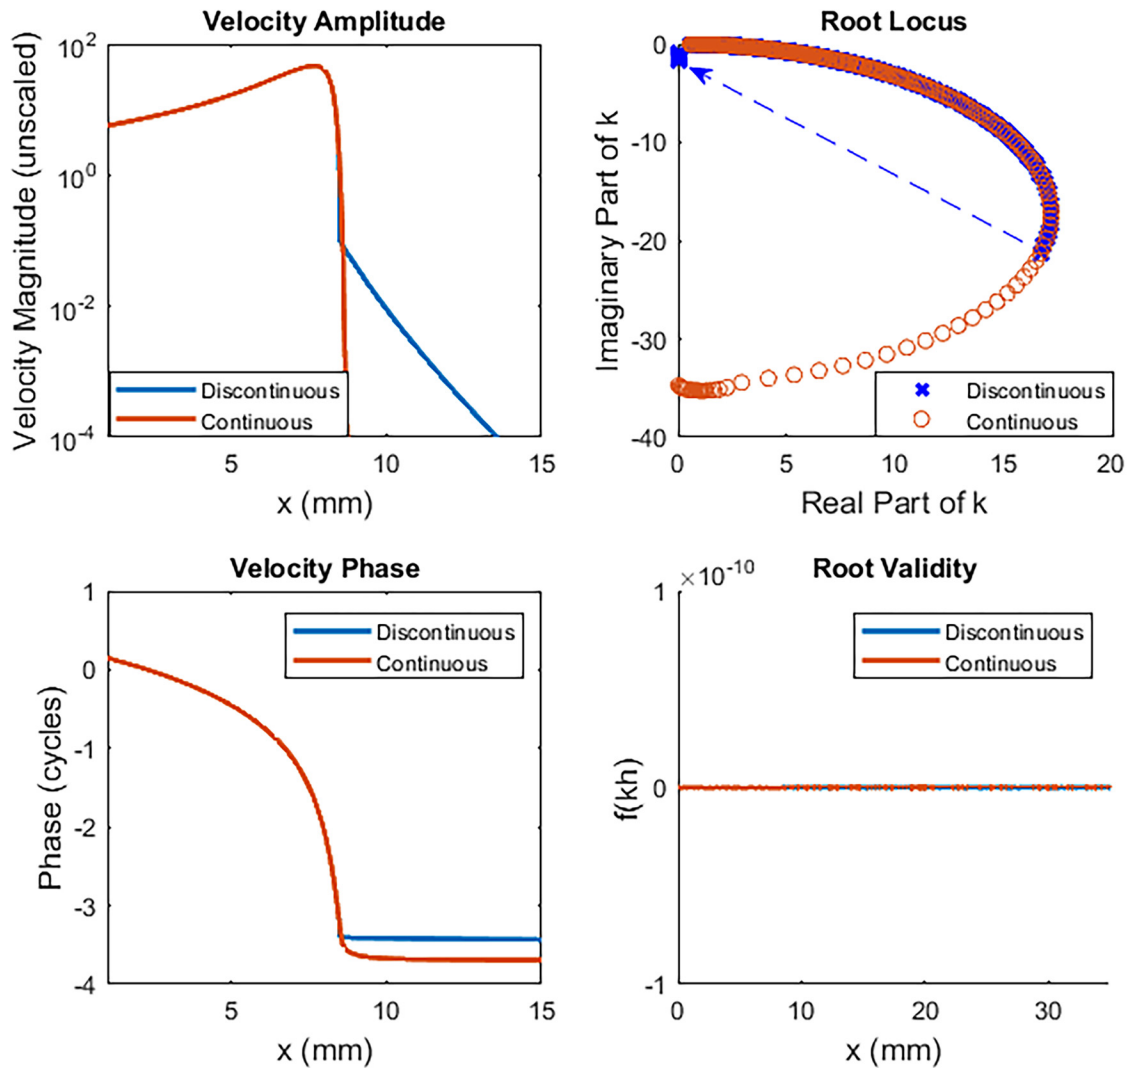 Velocity Amplitude
Velocity Magnitude (unscaled)
10^2
10^0
10^-2
10^-4
Discontinuous
Continuous
5
10
15
x (mm)
Root Locus
Imaginary Part of k
0
-10
-20
-30
-40
Discontinuous
Continuous
0
5
10
15
20
Real Part of k
Velocity Phase
Phase (cycles)
1
0
-1
-2
-3
-4
Discontinuous
Continuous
5
10
15
x (mm)
×10^-10
Root Validity
f(kh)
1
0
-1
Discontinuous
Continuous
0
10
20
30
x (mm)